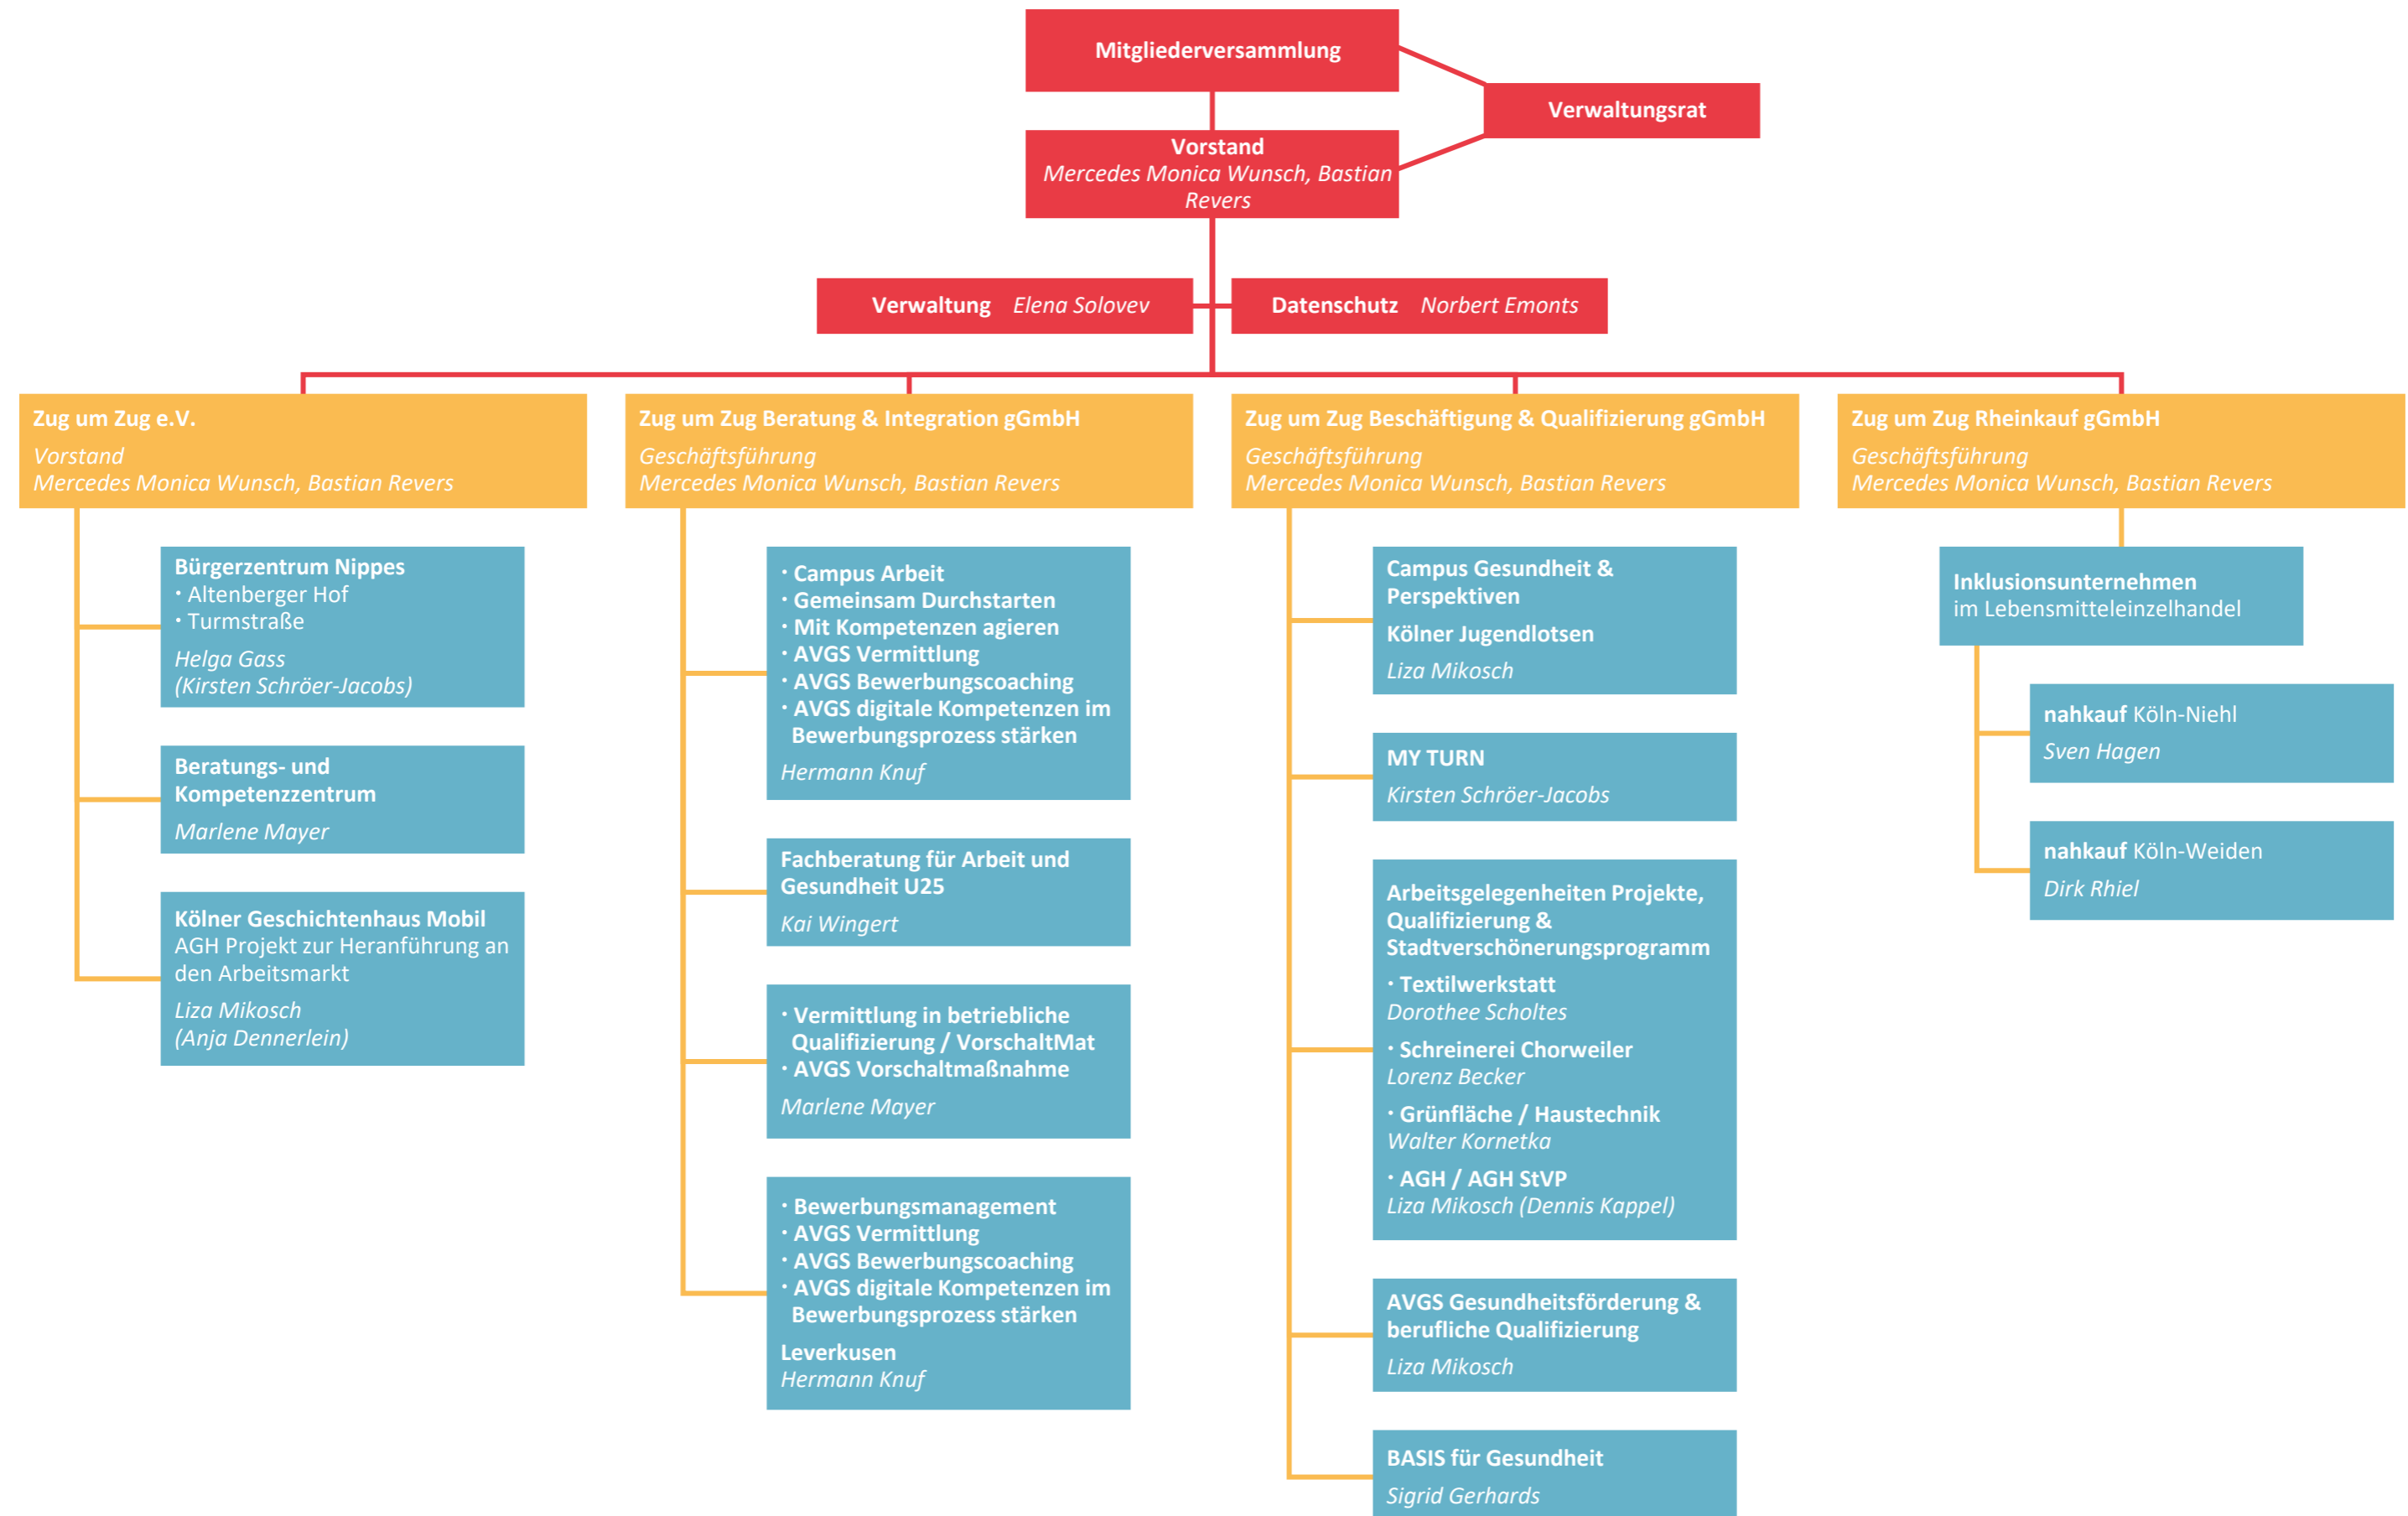 Mitgliederversammlung
Verwaltungsrat
Vorstand
Mercedes Monica Wunsch, Bastian
Revers
Verwaltung Elena Solovev
Datenschutz Norbert Emonts
Zug um Zug e.V.
Vorstand
Mercedes Monica Wunsch, Bastian Revers
Bürgerzentrum Nippes
· Altenberger Hof
· Turmstraße
Helga Gass
(Kirsten Schröer-Jacobs)
Beratungs- und
Kompetenzzentrum
Marlene Mayer
Kölner Geschichtenhaus Mobil
AGH Projekt zur Heranführung an
den Arbeitsmarkt
Liza Mikosch
(Anja Dennerlein)
Zug um Zug Beratung & Integration gGmbH
Geschäftsführung
Mercedes Monica Wunsch, Bastian Revers
· Campus Arbeit
· Gemeinsam Durchstarten
· Mit Kompetenzen agieren
· AVGS Vermittlung
· AVGS Bewerbungscoaching
· AVGS digitale Kompetenzen im
Bewerbungsprozess stärken
Hermann Knuf
Fachberatung für Arbeit und
Gesundheit U25
Kai Wingert
· Vermittlung in betriebliche
Qualifizierung / VorschaltMat
· AVGS Vorschaltmaßnahme
Marlene Mayer
· Bewerbungsmanagement
· AVGS Vermittlung
· AVGS Bewerbungscoaching
· AVGS digitale Kompetenzen im
Bewerbungsprozess stärken
Leverkusen
Hermann Knuf
Zug um Zug Beschäftigung & Qualifizierung gGmbH
Geschäftsführung
Mercedes Monica Wunsch, Bastian Revers
Campus Gesundheit &
Perspektiven
Kölner Jugendlotsen
Liza Mikosch
MY TURN
Kirsten Schröer-Jacobs
Arbeitsgelegenheiten Projekte,
Qualifizierung &
Stadtverschönerungsprogramm
· Textilwerkstatt
Dorothee Scholtes
· Schreinerei Chorweiler
Lorenz Becker
· Grünfläche / Haustechnik
Walter Kornetka
· AGH / AGH StVP
Liza Mikosch (Dennis Kappel)
AVGS Gesundheitsförderung &
berufliche Qualifizierung
Liza Mikosch
BASIS für Gesundheit
Sigrid Gerhards
Zug um Zug Rheinkauf gGmbH
Geschäftsführung
Mercedes Monica Wunsch, Bastian Revers
Inklusionsunternehmen
im Lebensmitteleinzelhandel
nahkauf Köln-Niehl
Sven Hagen
nahkauf Köln-Weiden
Dirk Rhiel